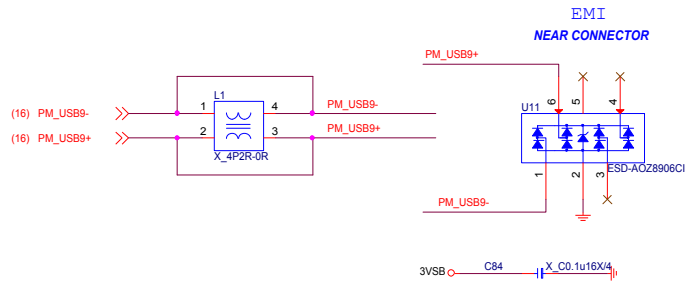 EMI
NEAR CONNECTOR
PM_USB9+
L1
U11
6
5
4
(16) PM_USB9-
1
4
PM_USB9-
(16) PM_USB9+
2
3
PM_USB9+
X_4P2R-0R
ESD-AOZ8906CI
1
2
3
PM_USB9-
3VSB
C84
X_C0.1u16X/4